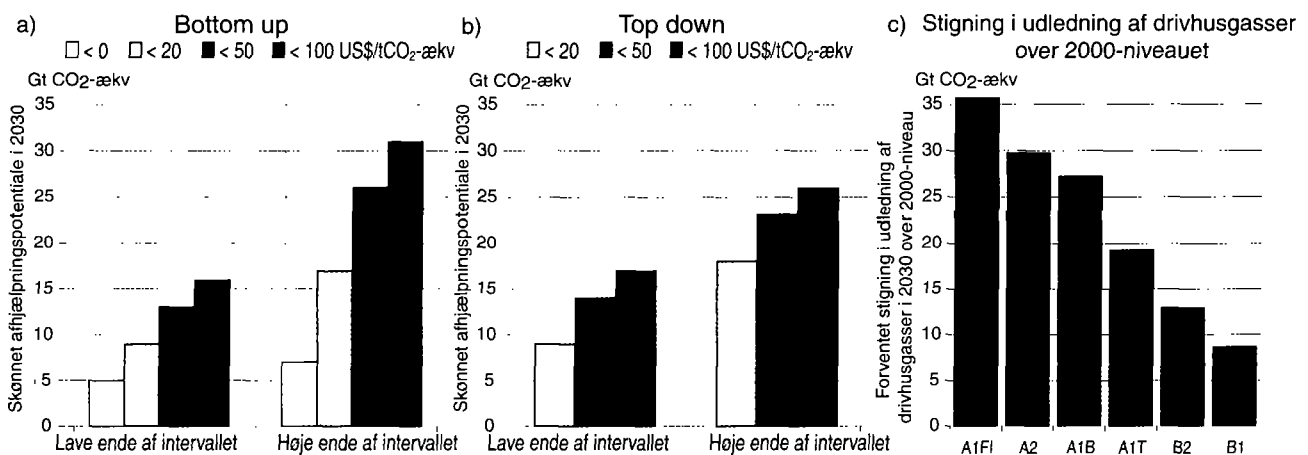 a) Bottom up
< 0 < 20 < 50 < 100 US$/tCO2-ækv
Gt CO2-ækv
Skønnet afhjælpningspotentiale i 2030
35
30
25
20
15
10
5
0
Lave ende af intervallet Høje ende af intervallet
b) Top down
< 20 < 50 < 100 US$/tCO2-ækv
Gt CO2-ækv
Skønnet afhjælpningspotentiale i 2030
35
30
25
20
15
10
5
0
Lave ende af intervallet Høje ende af intervallet
c) Stigning i udledning af drivhusgasser
over 2000-niveauet
Gt CO2-ækv
Forventet stigning i udledning af
drivhusgasser i 2030 over 2000-niveau
35
30
25
20
15
10
5
0
A1FI A2 A1B A1T B2 B1